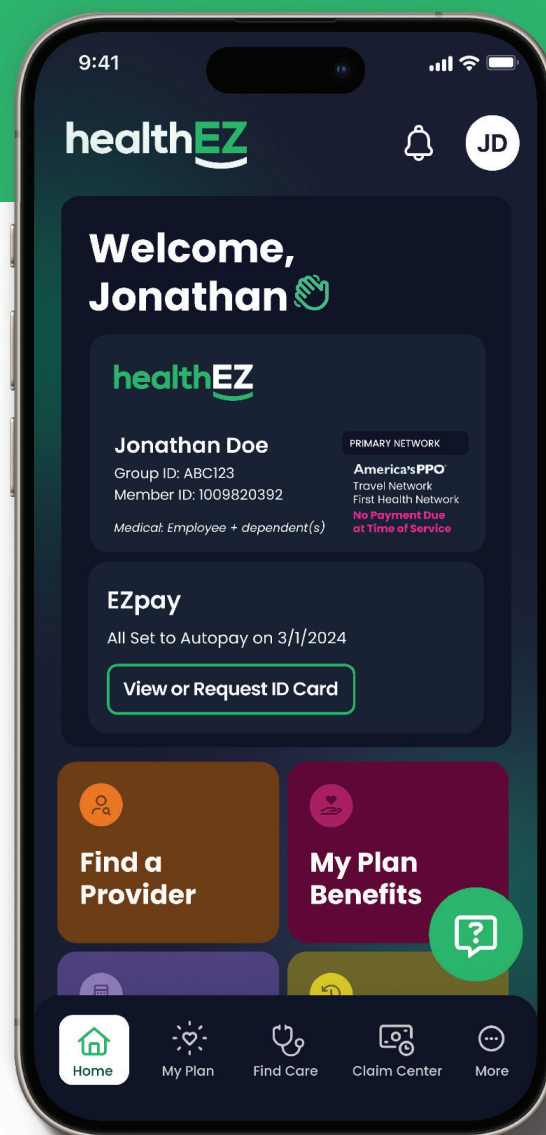 9:41
healthEZ
JD
Welcome,
Jonathan
healthEZ
Jonathan Doe
Group ID: ABC123
Member ID: 1009820392
Medical: Employee + dependent(s)
PRIMARY NETWORK
America'sPPO
Travel Network
First Health Network
No Payment Due
at Time of Service
EZpay
All Set to Autopay on 3/1/2024
View or Request ID Card
Find a
Provider
My Plan
Benefits
?
Home
My Plan
Find Care
Claim Center
More